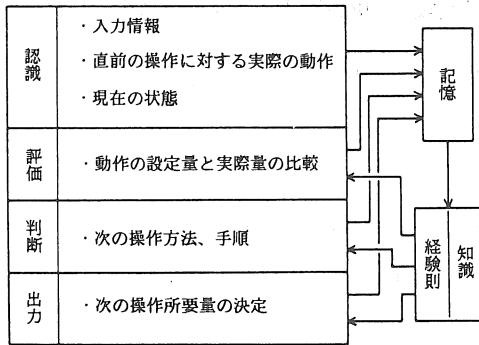 認識
・入力情報
・直前の操作に対する実際の動作
・現在の状態
評価
・動作の設定量と実際量の比較
判断
・次の操作方法、手順
出力
・次の操作所要量の決定
記憶
経験則
知識